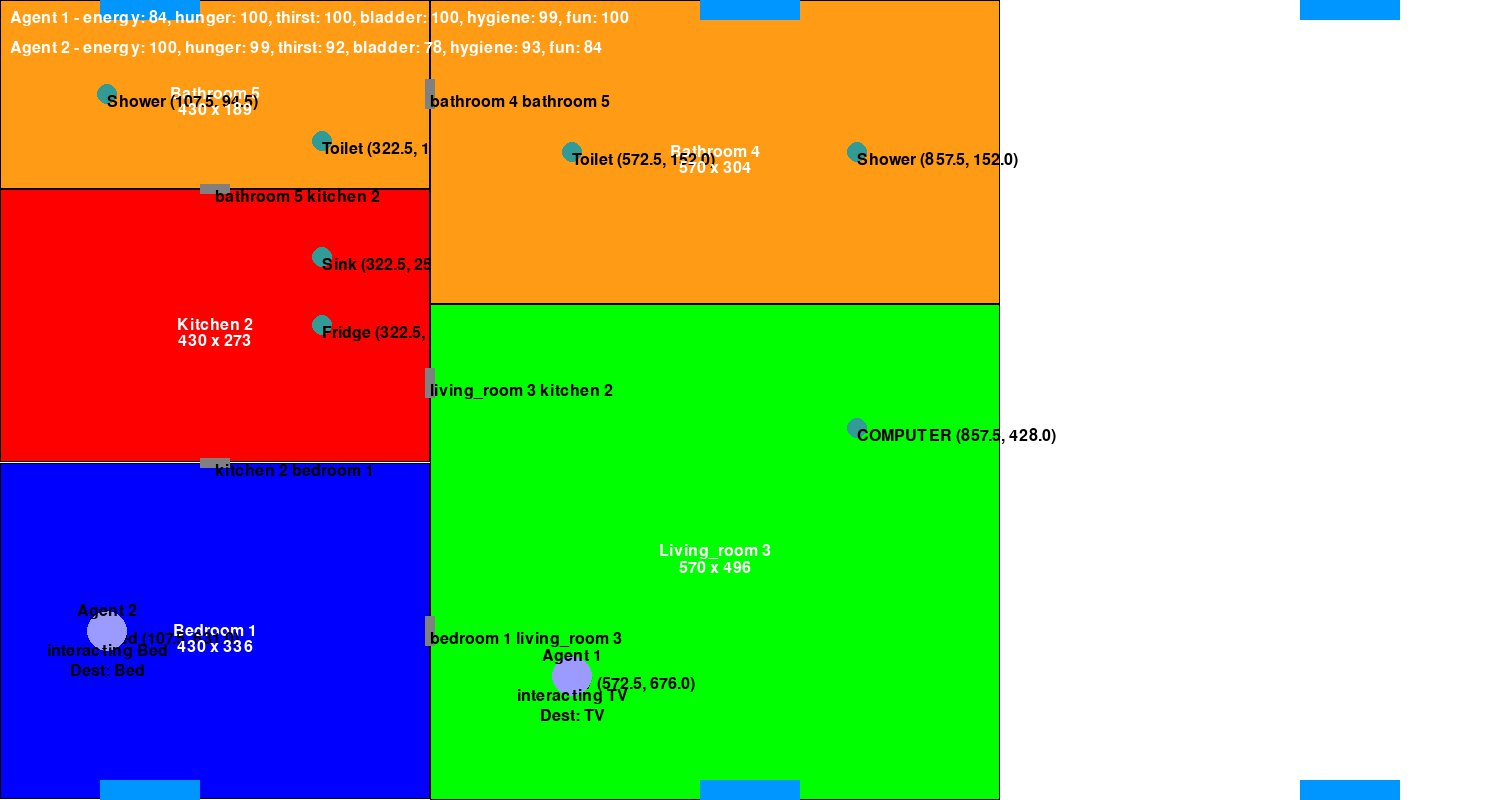 Agent 1 - energy: 84, hunger: 100, thirst: 100, bladder: 100, hygiene: 99, fun: 100
Agent 2 - energy: 100, hunger: 99, thirst: 92, bladder: 78, hygiene: 93, fun: 84
Bathroom 5
430 x 189
Shower (107.5, 94.5)
bathroom 4 bathroom 5
Toilet (322.5, 1
Bathroom 4
570 x 304
Toilet (572.5, 152.0)
Shower (857.5, 152.0)
bathroom 5 kitchen 2
Sink (322.5, 25
Kitchen 2
430 x 273
Fridge (322.5,
living_room 3 kitchen 2
COMPUTER (857.5, 428.0)
kitchen 2 bedroom 1
Living_room 3
570 x 496
Agent 2
Bedroom 1
430 x 336
interacting Bed
Dest: Bed
bedroom 1 living_room 3
Agent 1
(572.5, 676.0)
interacting TV
Dest: TV